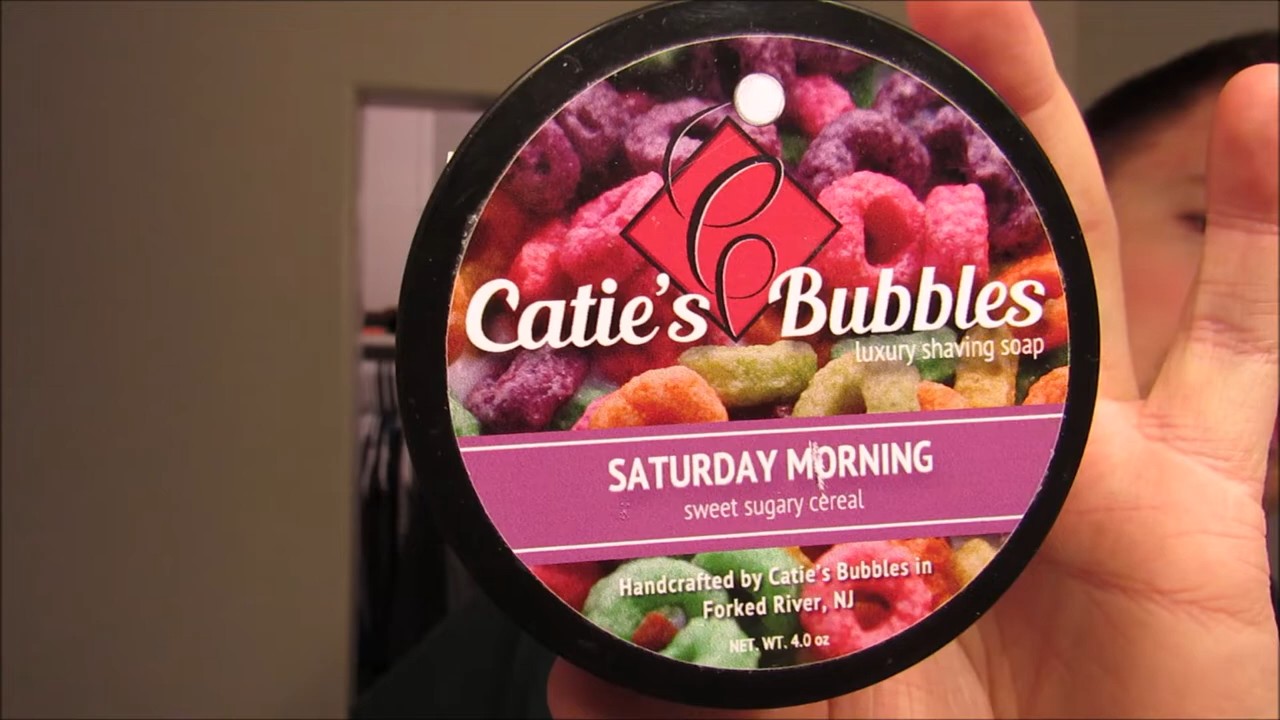 Catie's Bubbles
luxury shaving soap
SATURDAY MORNING
sweet sugary cereal
Handcrafted by Catie's Bubbles in
Forked River, NJ
NET. WT. 4.0 oz